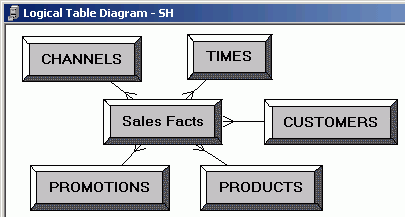 Logical Table Diagram - SH
CHANNELS
TIMES
Sales Facts
CUSTOMERS
PROMOTIONS
PRODUCTS